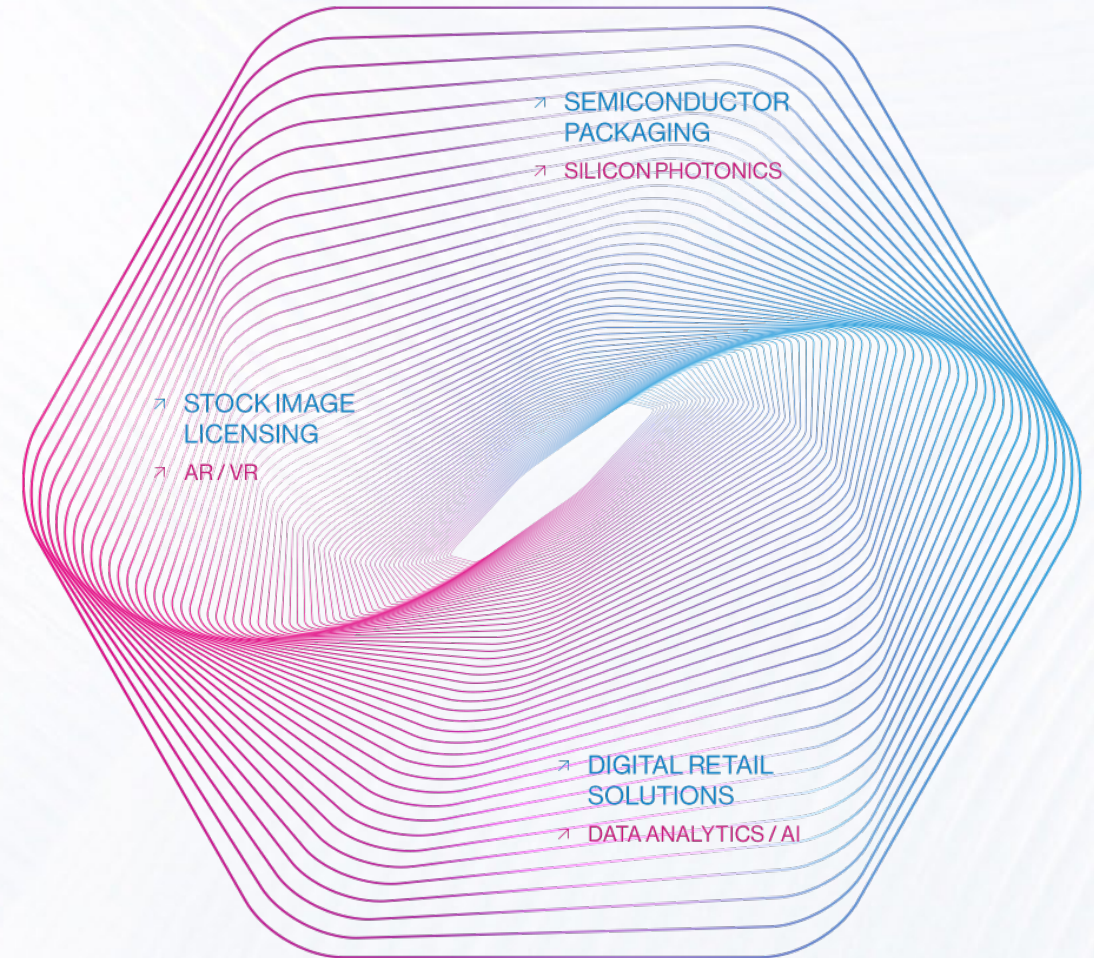 SEMICONDUCTOR
PACKAGING
SILICON PHOTONICS
STOCK IMAGE
LICENSING
AR / VR
DIGITAL RETAIL
SOLUTIONS
DATA ANALYTICS / AI